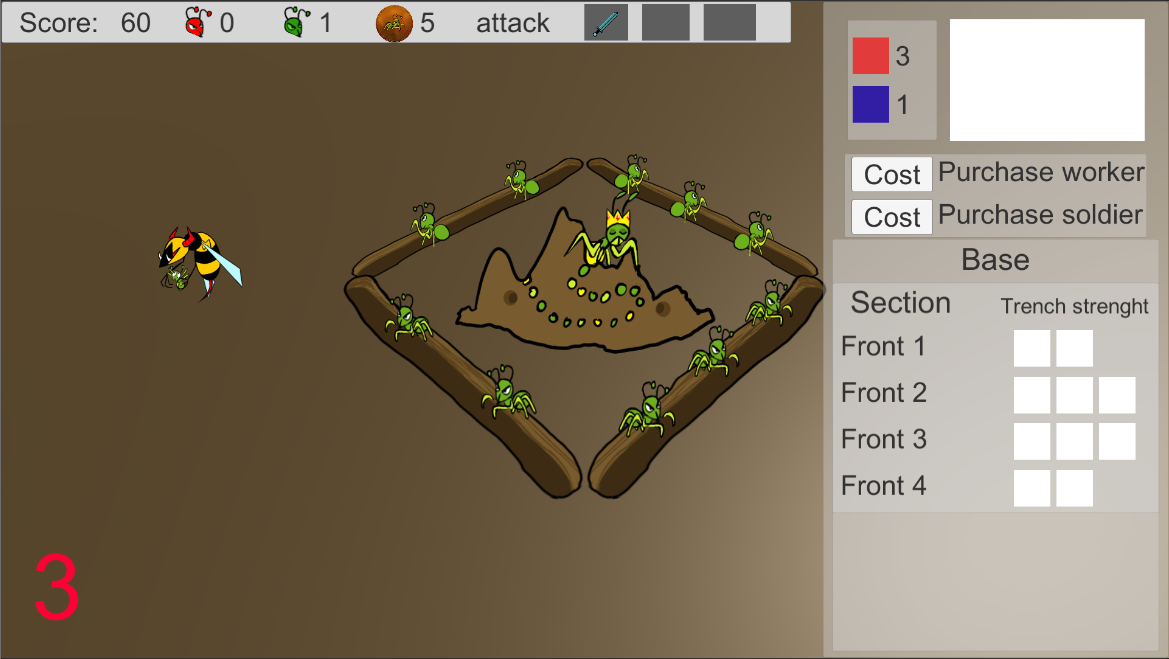 Score: 60 0 1 5 attack
3
1
Cost Purchase worker
Cost Purchase soldier
Base
Section Trench strenght
Front 1
Front 2
Front 3
Front 4
3